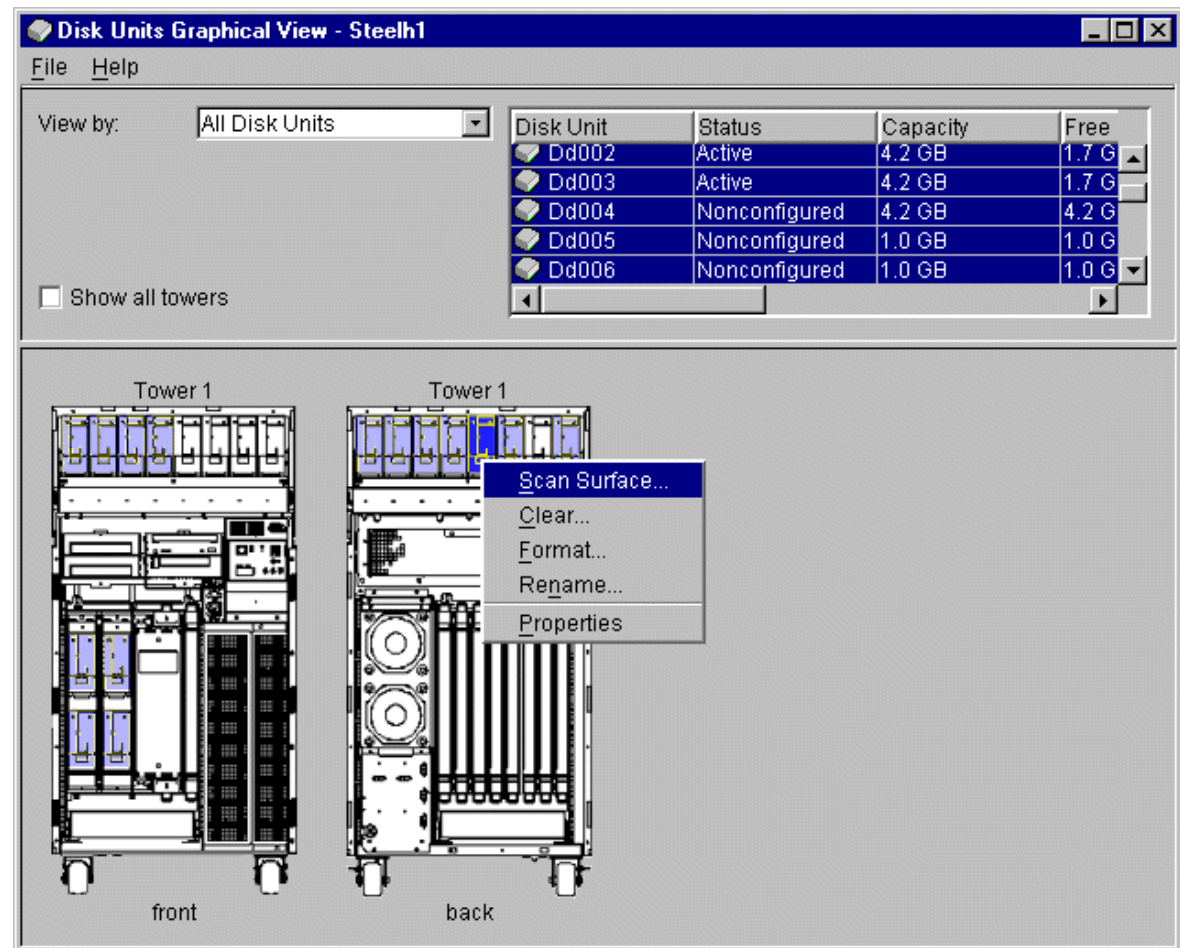 Disk Units Graphical View - Steelh1
File Help
View by: All Disk Units
Disk Unit Status Capacity Free
Dd002 Active 4.2 GB 1.7 G
Dd003 Active 4.2 GB 1.7 G
Dd004 Nonconfigured 4.2 GB 4.2 G
Dd005 Nonconfigured 1.0 GB 1.0 G
Dd006 Nonconfigured 1.0 GB 1.0 G
Show all towers
Tower 1 Tower 1
Scan Surface...
Clear...
Format...
Rename...
Properties
front back